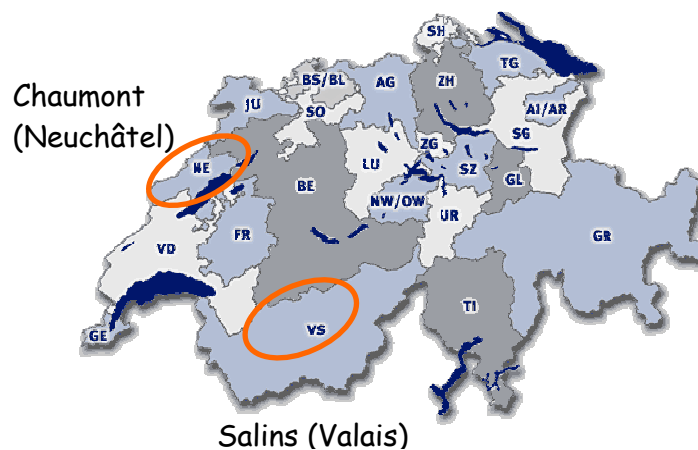 SH
TG
BS/BL
AG
ZH
Chaumont
(Neuchâtel)
JU
SO
AI/AR
SG
ZG
NE
LU
SZ
GL
BE
NW/OW
UR
FR
GR
VD
TI
VS
GE
Salins (Valais)